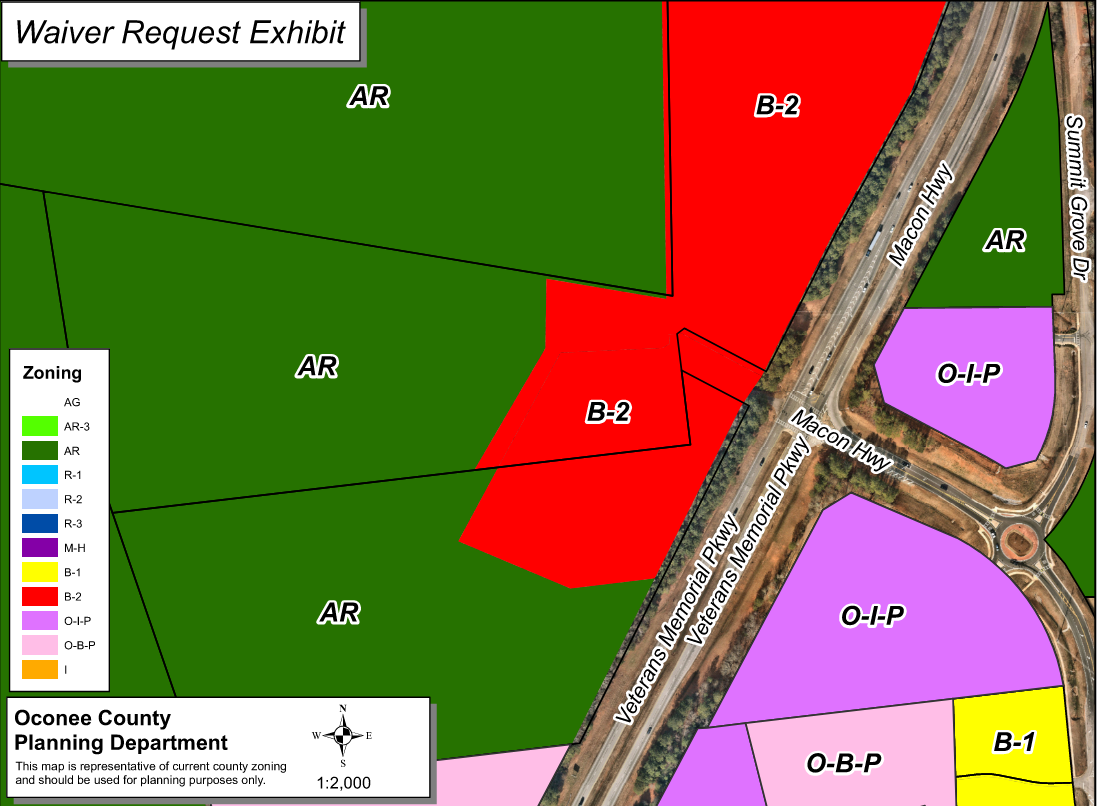 Waiver Request Exhibit
AR
B-2
Summit Grove Dr
Macon Hwy
AR
AR
O-I-P
B-2
Macon Hwy
Veterans Memorial Pkwy
Veterans Memorial Pkwy
AR
O-I-P
O-B-P
B-1
Zoning
AG
AR-3
AR
R-1
R-2
R-3
M-H
B-1
B-2
O-I-P
O-B-P
I
Oconee County
Planning Department
This map is representative of current county zoning
and should be used for planning purposes only.
N
W E
S
1:2,000